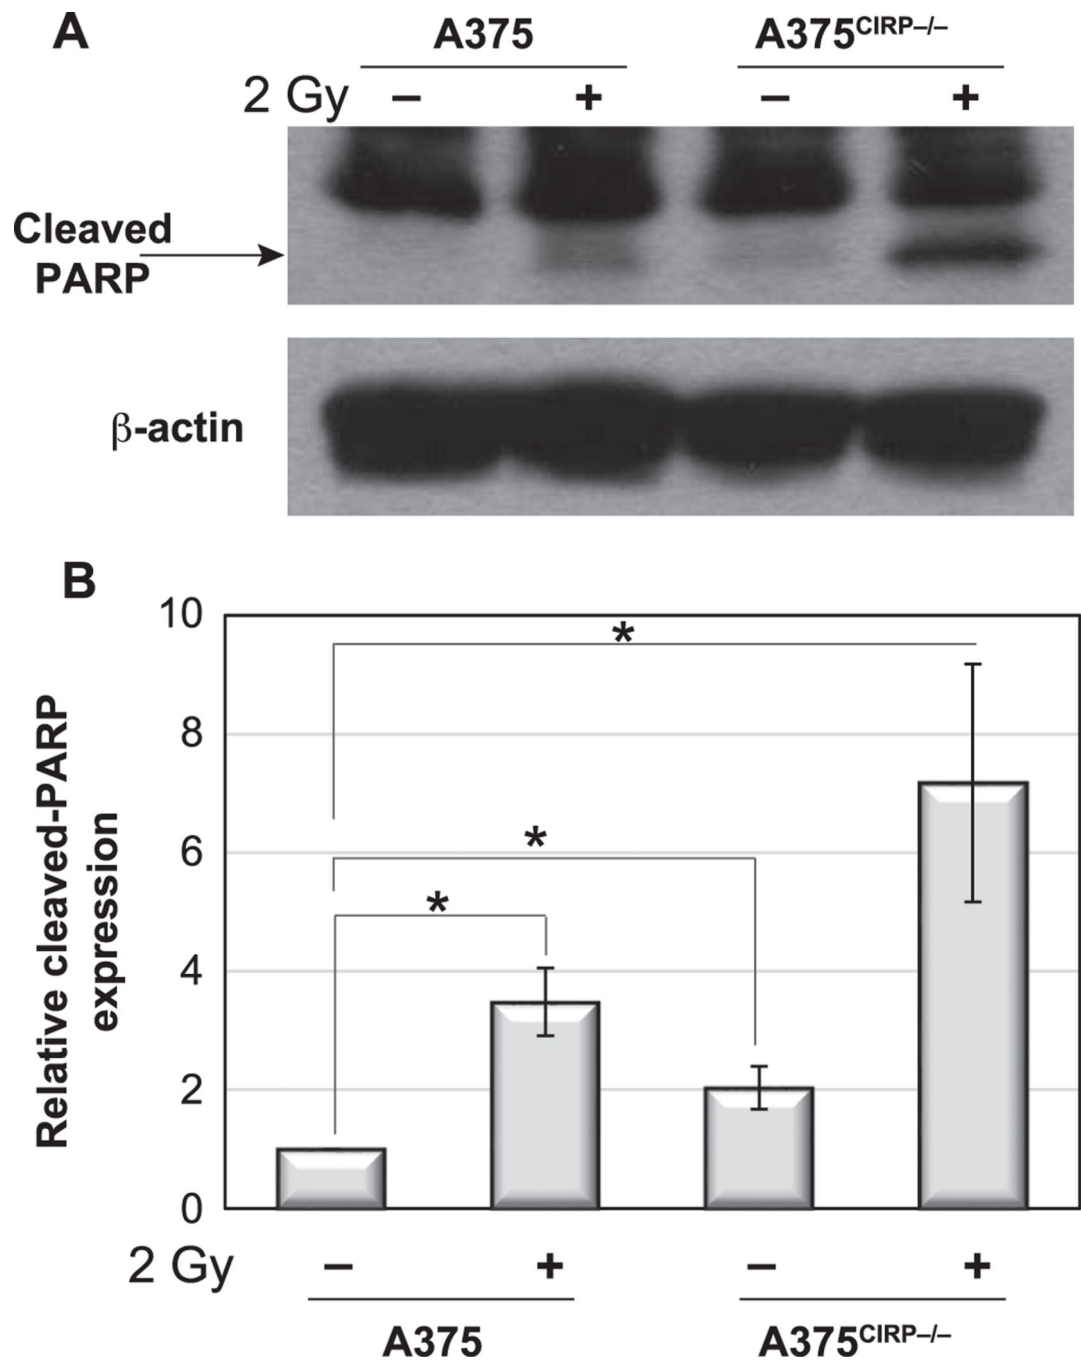 A
A375 A375CIRP–/–
2 Gy – + – +
Cleaved
PARP
β-actin
B
10
8
6
4
2
0
Relative cleaved-PARP
expression
*
*
*
2 Gy – + – +
A375 A375CIRP–/–